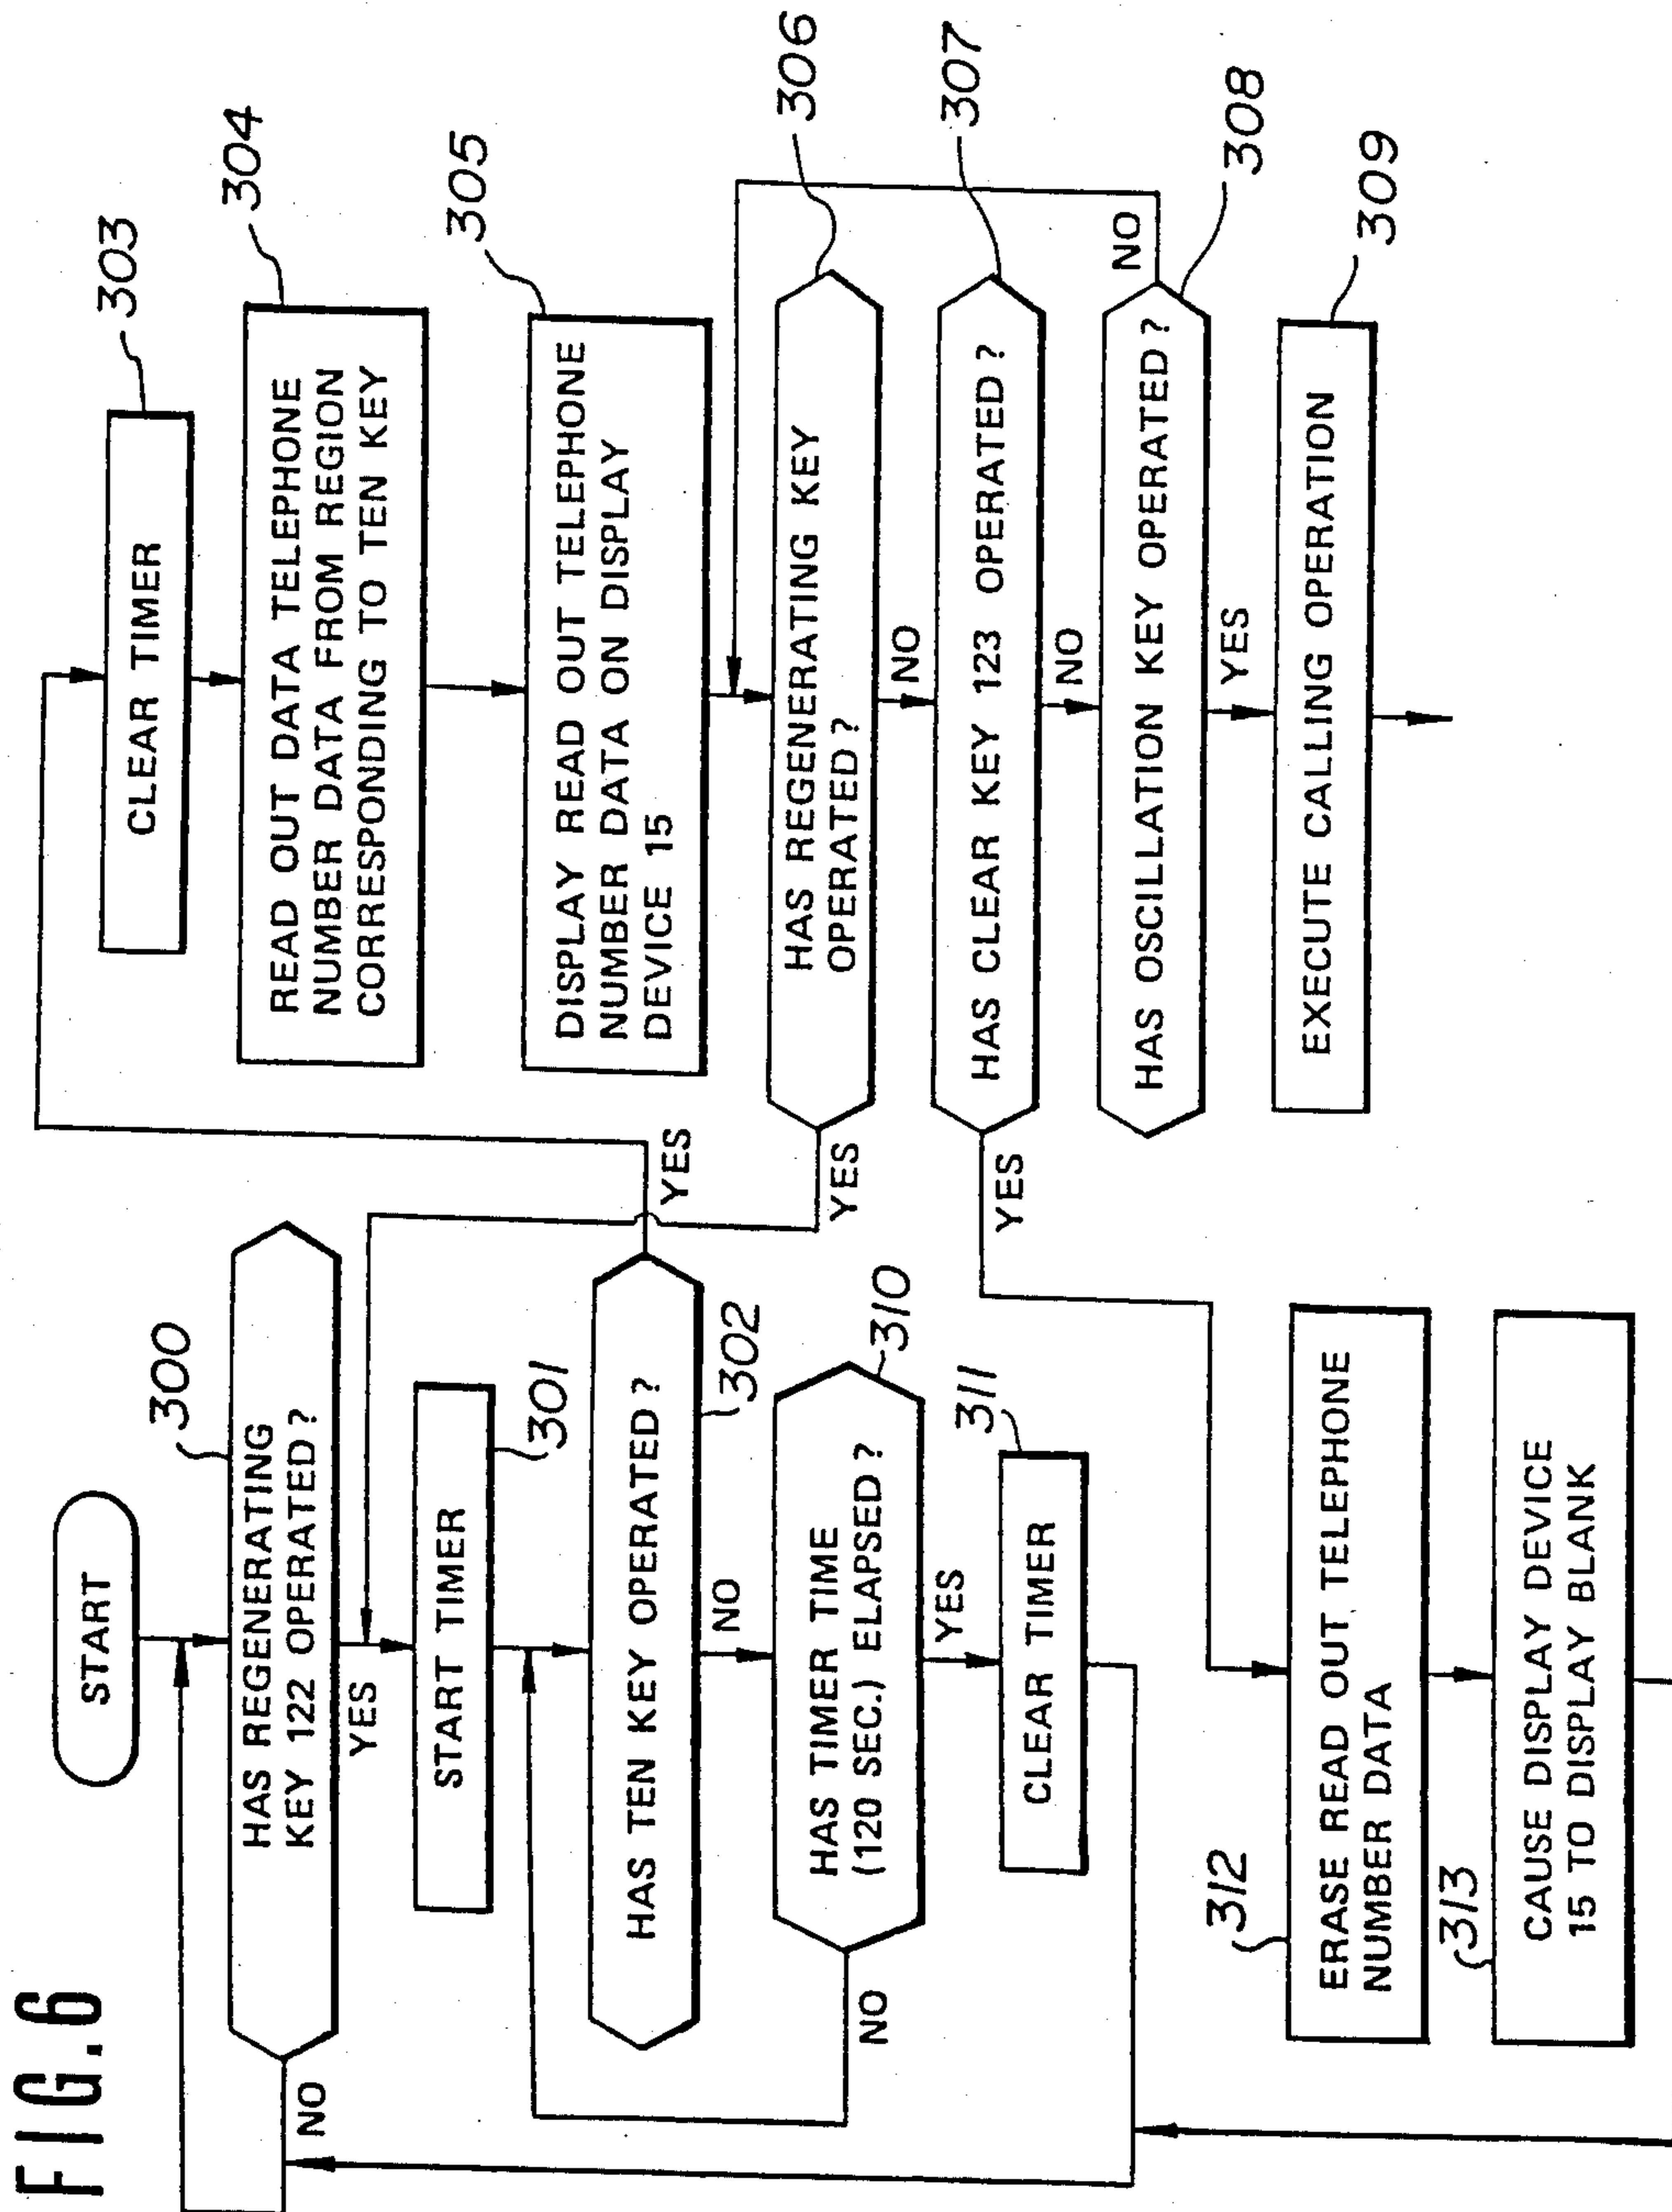 FIG.6
START
300
HAS REGENERATING
KEY 122 OPERATED?
NO
YES
START TIMER
301
HAS TEN KEY OPERATED?
302
YES
NO
HAS TIMER TIME
(120 SEC.) ELAPSED?
310
NO
YES
CLEAR TIMER
311
303
CLEAR TIMER
304
READ OUT DATA TELEPHONE
NUMBER DATA FROM REGION
CORRESPONDING TO TEN KEY
305
DISPLAY READ OUT TELEPHONE
NUMBER DATA ON DISPLAY
DEVICE 15
306
HAS REGENERATING KEY
OPERATED?
YES
NO
307
HAS CLEAR KEY 123 OPERATED?
YES
NO
308
HAS OSCILLATION KEY OPERATED?
NO
YES
309
EXECUTE CALLING OPERATION
312
ERASE READ OUT TELEPHONE
NUMBER DATA
313
CAUSE DISPLAY DEVICE
15 TO DISPLAY BLANK